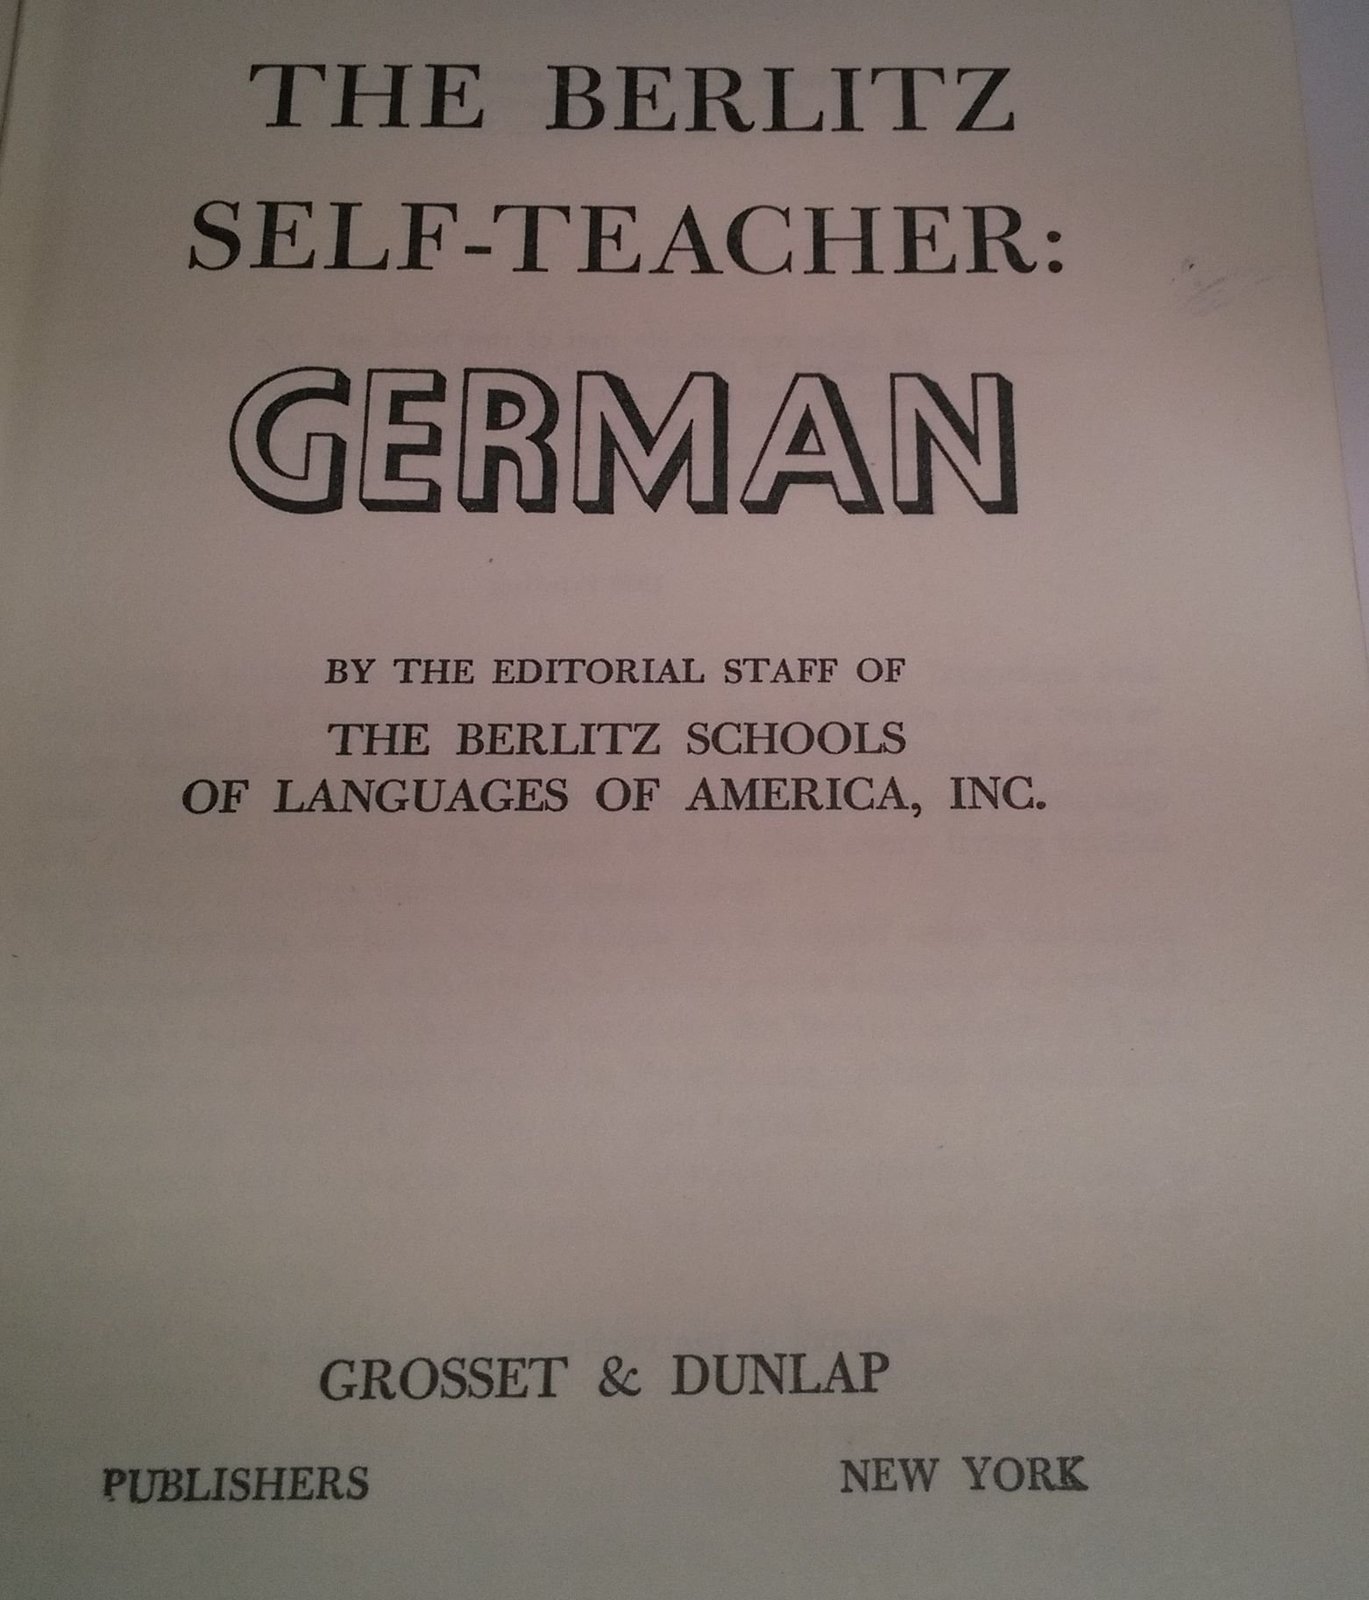 THE BERLITZ
SELF-TEACHER:
GERMAN
BY THE EDITORIAL STAFF OF
THE BERLITZ SCHOOLS
OF LANGUAGES OF AMERICA, INC.
GROSSET & DUNLAP
PUBLISHERS NEW YORK